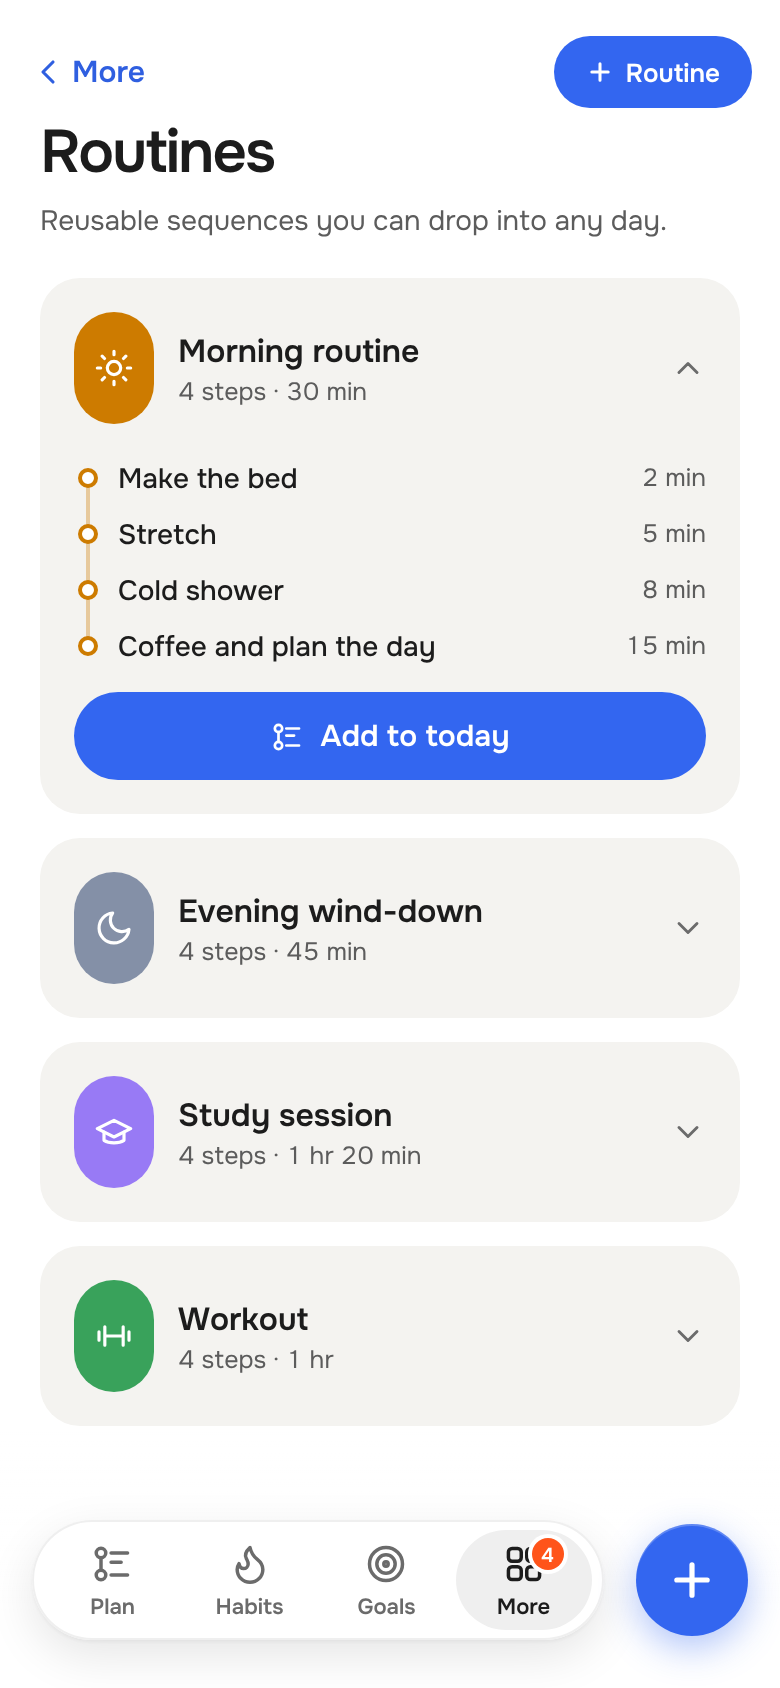 More
Routine
Routines
Reusable sequences you can drop into any day.
Morning routine
4 steps · 30 min
Make the bed
2 min
Stretch
5 min
Cold shower
8 min
Coffee and plan the day
15 min
Add to today
Evening wind-down
4 steps · 45 min
Study session
4 steps · 1 hr 20 min
Workout
4 steps · 1 hr
Plan
Habits
Goals
More
4